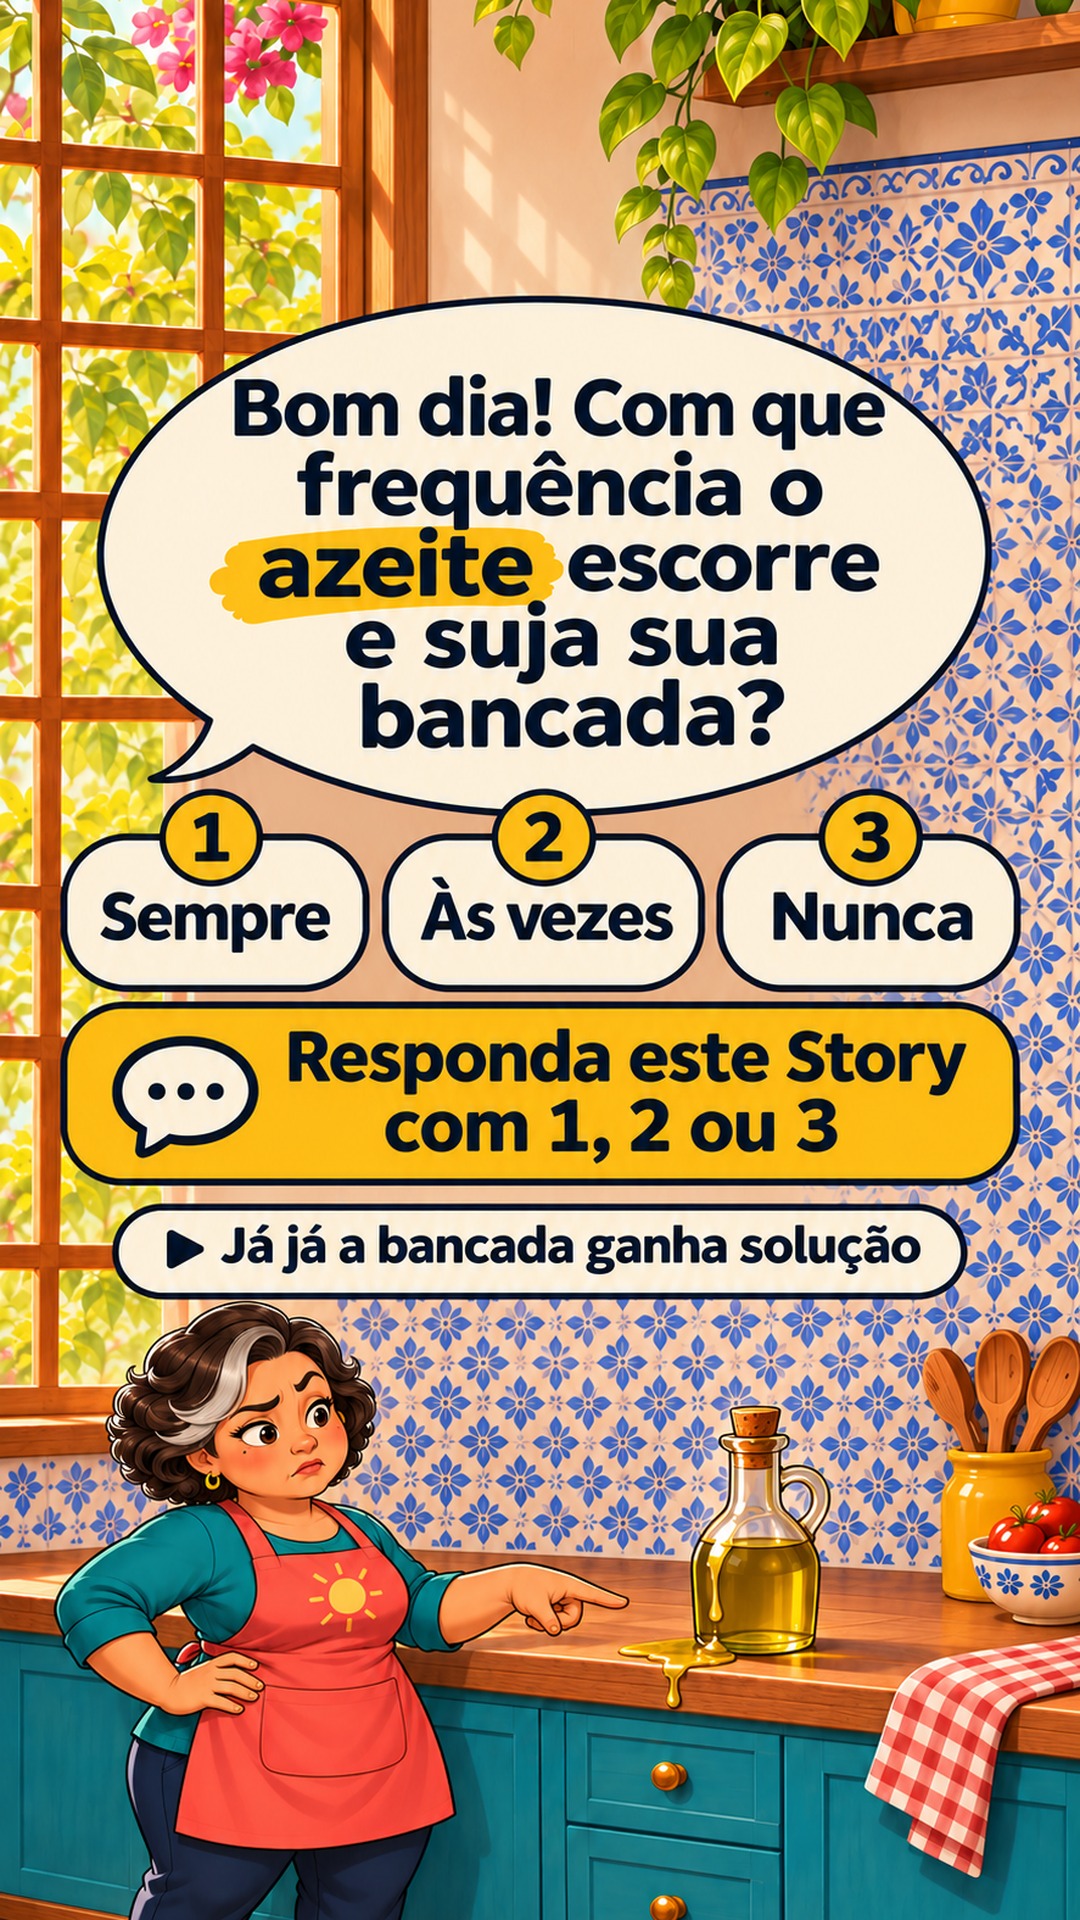 Bom dia! Com que
frequência o
azeite escorre
e suja sua
bancada?
1
Sempre
2
Às vezes
3
Nunca
Responda este Story
com 1, 2 ou 3
Já já a bancada ganha solução